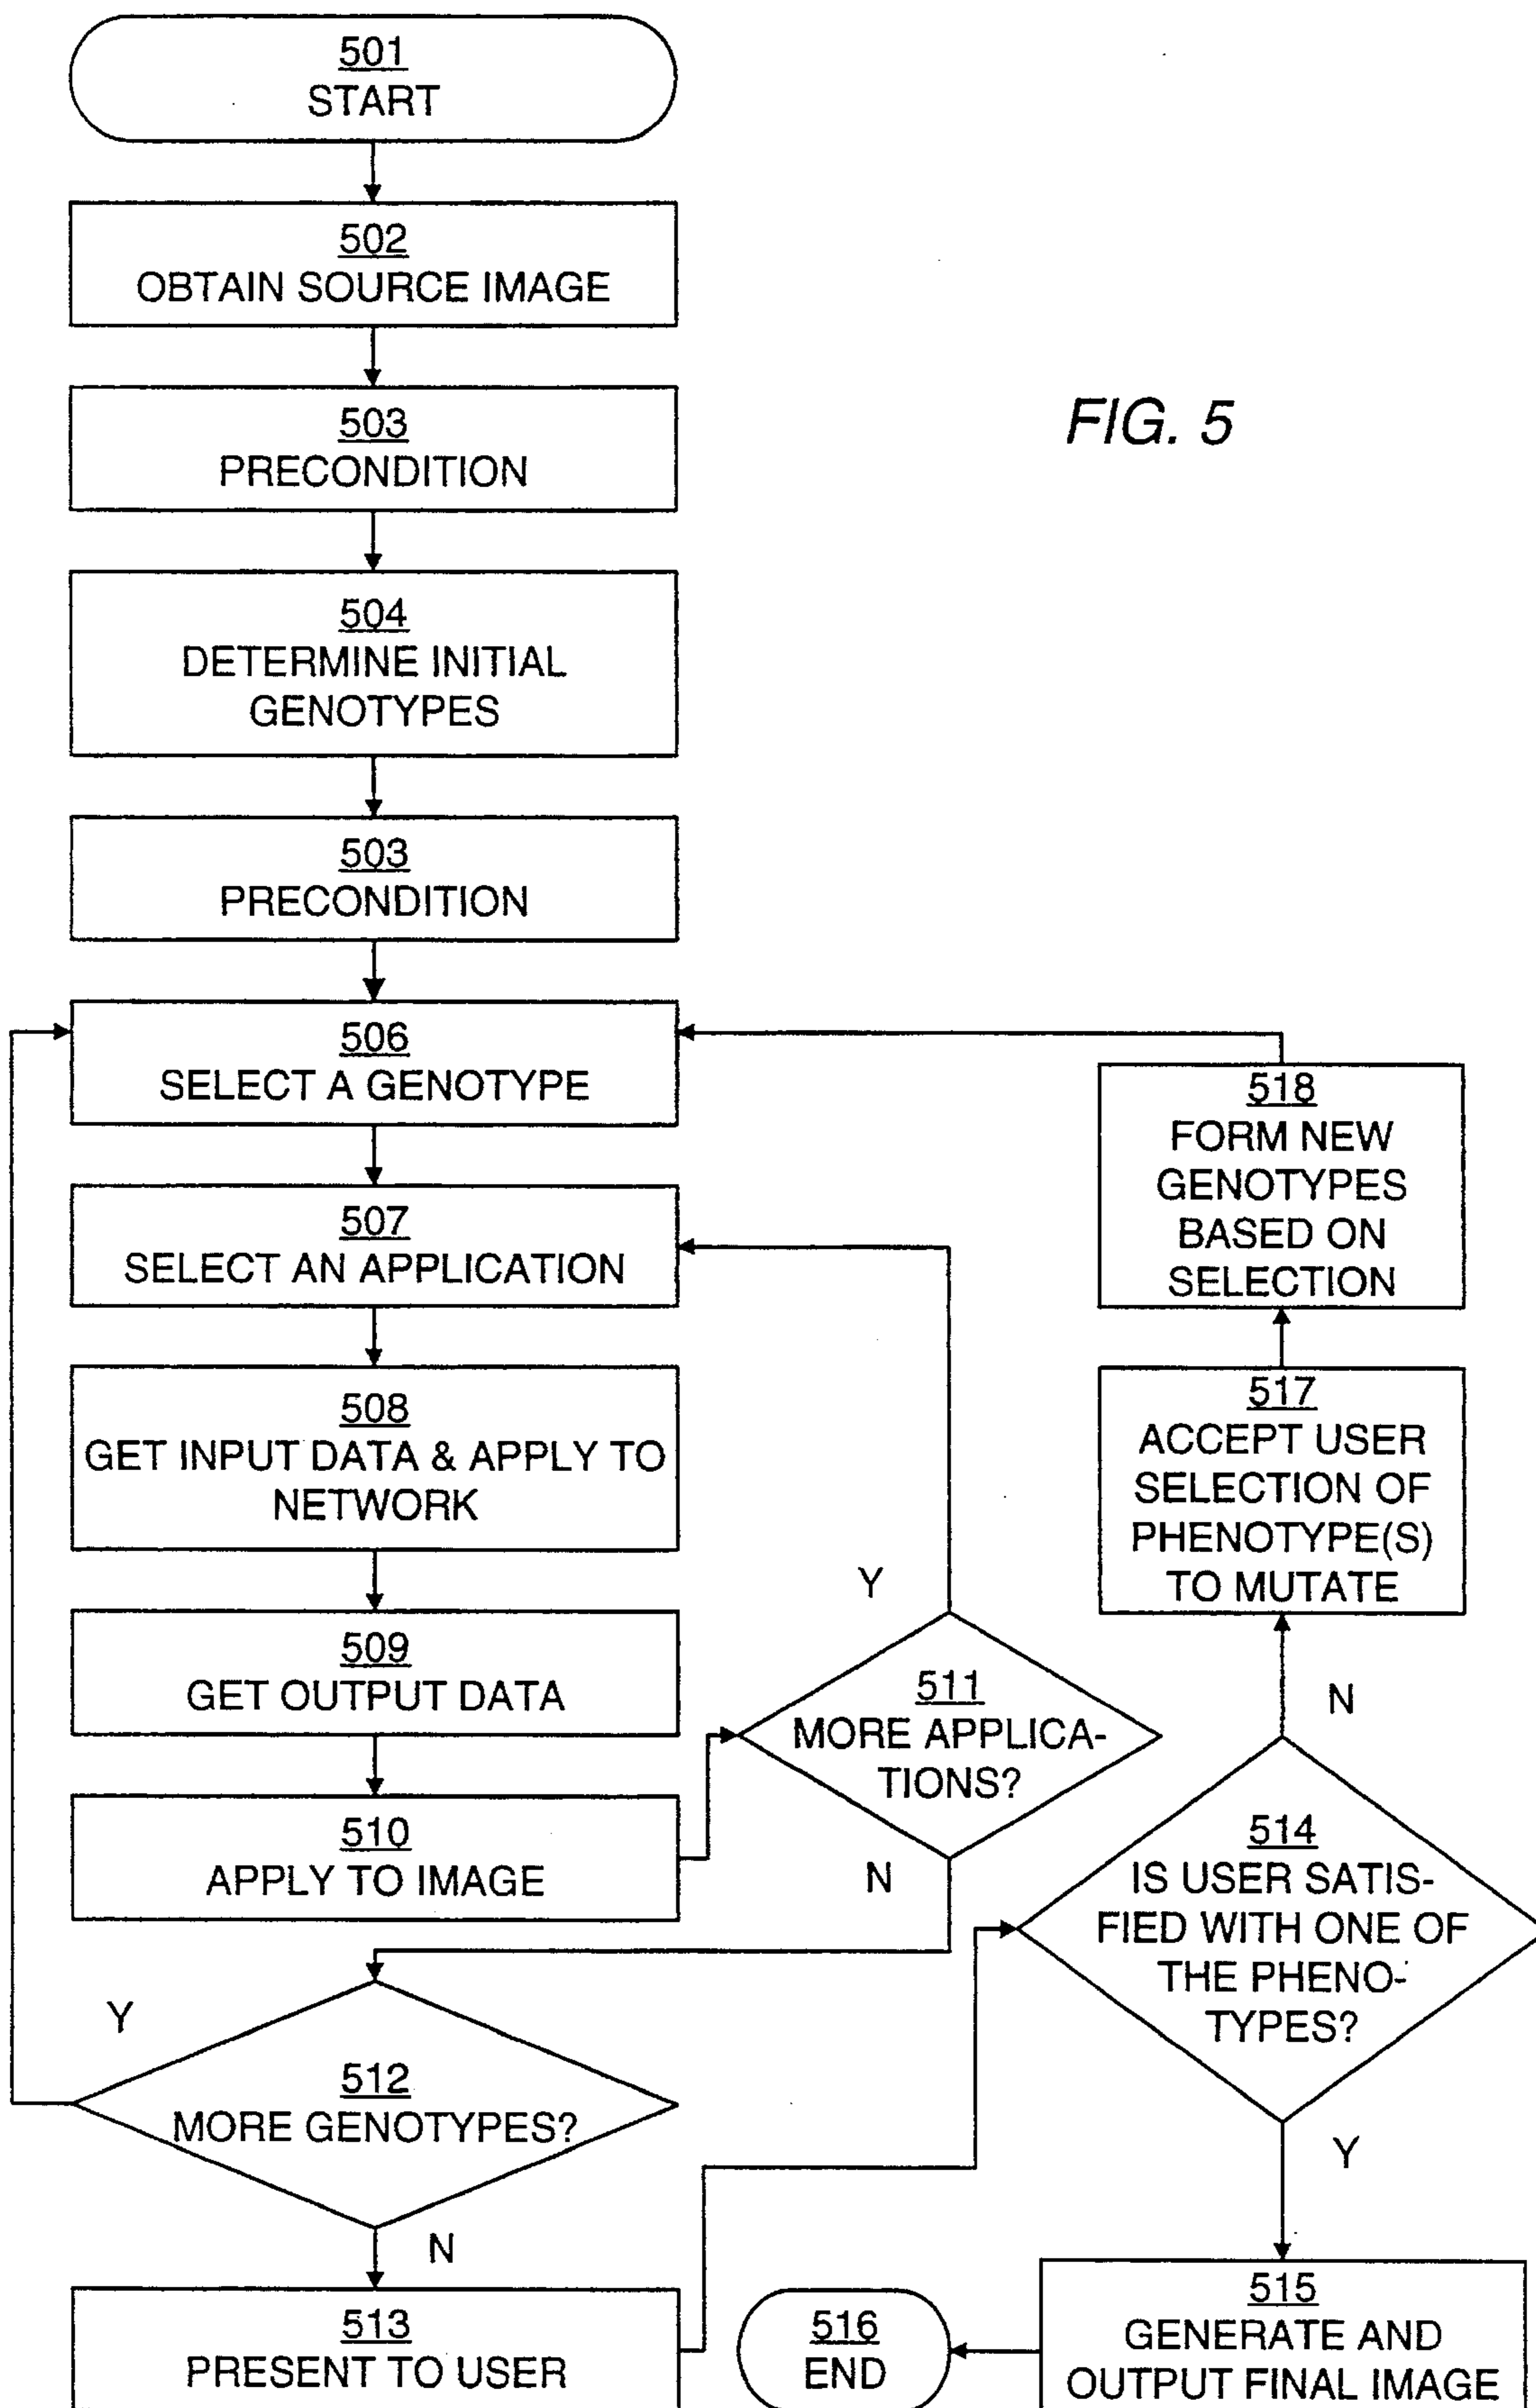 501
START
502
OBTAIN SOURCE IMAGE
503
PRECONDITION
FIG. 5
504
DETERMINE INITIAL
GENOTYPES
503
PRECONDITION
506
SELECT A GENOTYPE
507
SELECT AN APPLICATION
508
GET INPUT DATA & APPLY TO
NETWORK
509
GET OUTPUT DATA
510
APPLY TO IMAGE
Y
511
MORE APPLICA-
TIONS?
N
Y
512
MORE GENOTYPES?
N
513
PRESENT TO USER
518
FORM NEW
GENOTYPES
BASED ON
SELECTION
517
ACCEPT USER
SELECTION OF
PHENOTYPE(S)
TO MUTATE
N
514
IS USER SATIS-
FIED WITH ONE OF
THE PHENO-
TYPES?
Y
515
GENERATE AND
OUTPUT FINAL IMAGE
516
END